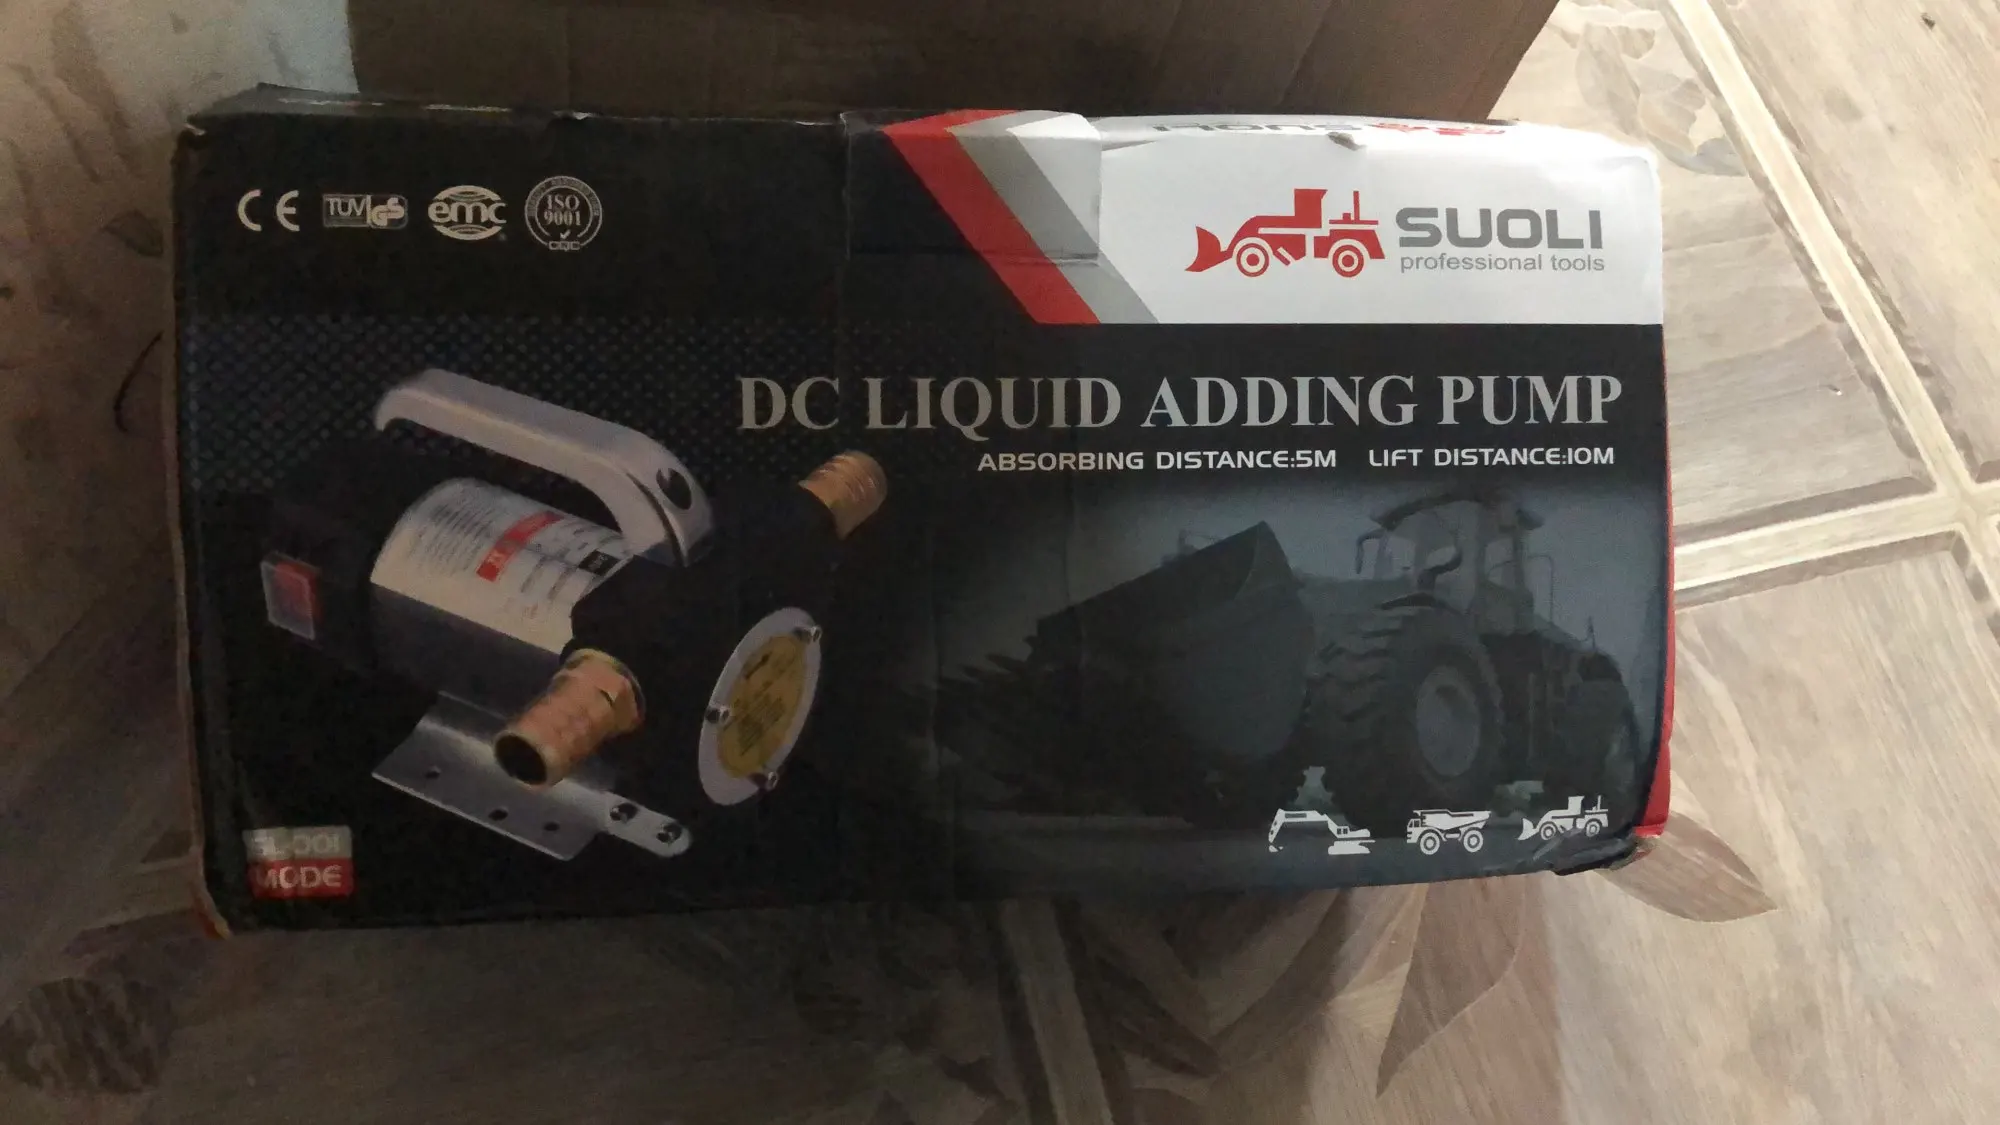 CE TUV GS emc ISO 9001 CQC
SUOLI
professional tools
DC LIQUID ADDING PUMP
ABSORBING DISTANCE:5M LIFT DISTANCE:10M
SL-001
MODE